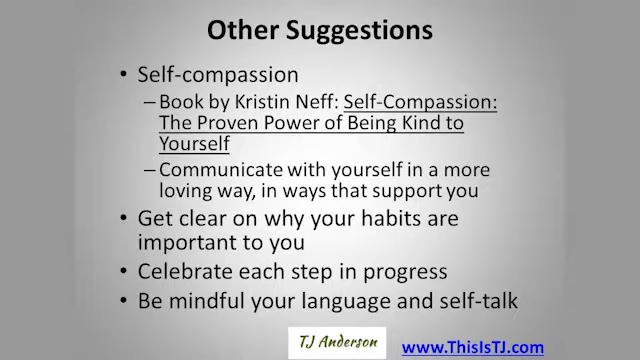 Other Suggestions
• Self-compassion
–Book by Kristin Neff: Self-Compassion:
The Proven Power of Being Kind to
Yourself
–Communicate with yourself in a more
loving way, in ways that support you
• Get clear on why your habits are
important to you
• Celebrate each step in progress
• Be mindful your language and self-talk
TJ Anderson
www.ThisIsTJ.com